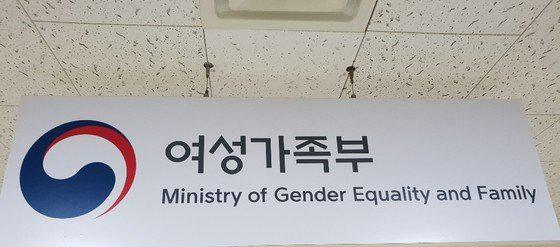 여성가족부
Ministry of Gender Equality and Family